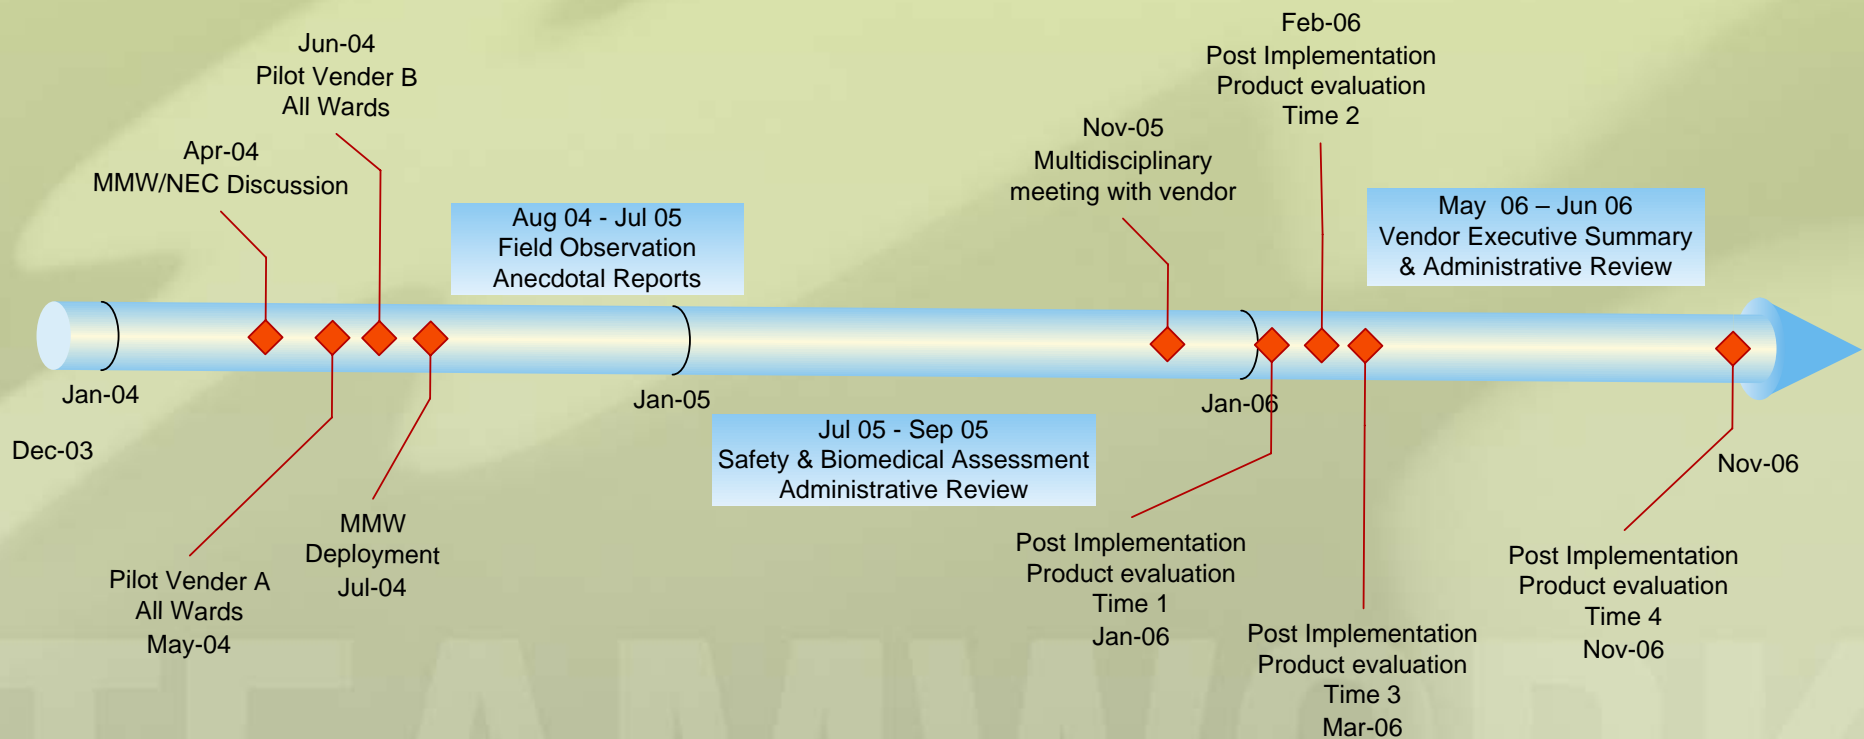 Jun-04
Pilot Vender B
All Wards
Apr-04
MMW/NEC Discussion
Aug 04 - Jul 05
Field Observation
Anecdotal Reports
Nov-05
Multidisciplinary
meeting with vendor
Feb-06
Post Implementation
Product evaluation
Time 2
May  06 – Jun 06
Vendor Executive Summary
& Administrative Review
Jan-04
Jan-05
Jan-06
Dec-03
Nov-06
Jul 05 - Sep 05
Safety & Biomedical Assessment
Administrative Review
Pilot Vender A
All Wards
May-04
MMW
Deployment
Jul-04
Post Implementation
Product evaluation
Time 1
Jan-06
Post Implementation
Product evaluation
Time 3
Mar-06
Post Implementation
Product evaluation
Time 4
Nov-06
TEAMWORK